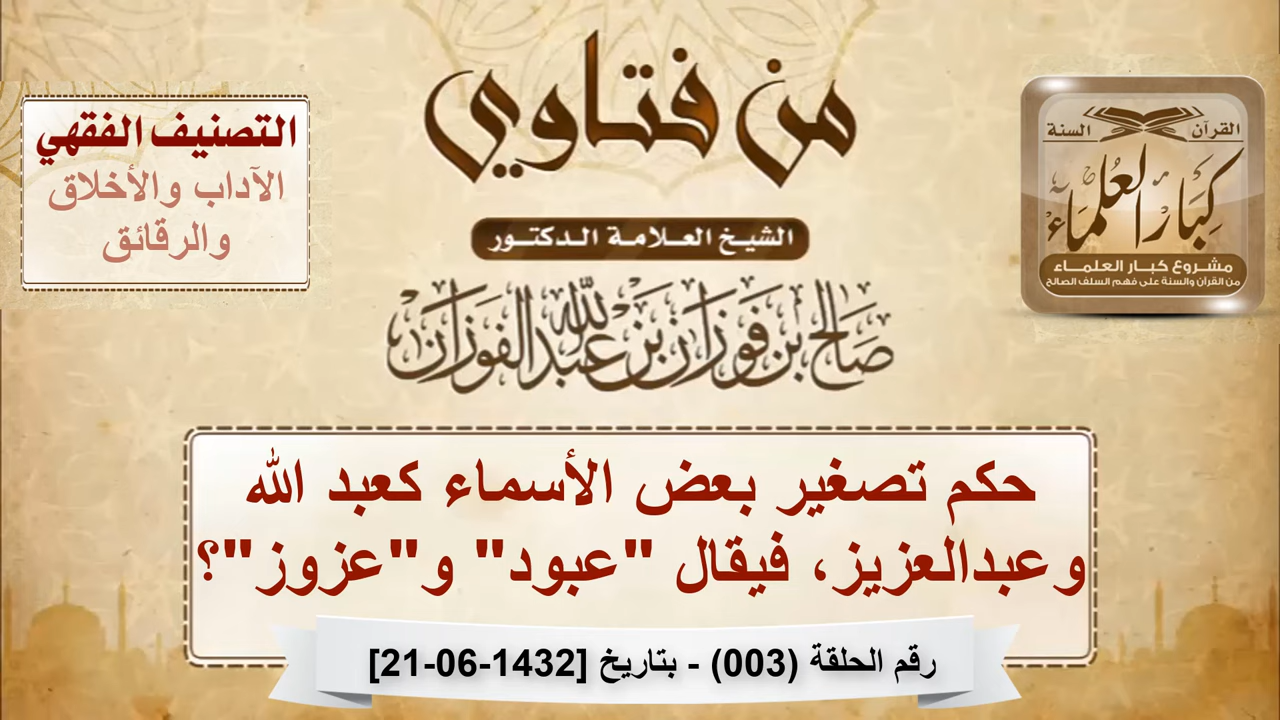 من فتاوي
الشيخ العلامة الدكتور
صالح بن فوزان بن عبدالله الفوزان
التصنيف الفقهي
الآداب والأخلاق
والرقائق
القرآن السنة
كبار العلماء
مشروع كبار العلماء
من القرآن والسنة على فهم السلف الصالح
حكم تصغير بعض الأسماء كعبد الله
وعبدالعزيز، فيقال "عبود" و"عزوز"؟
رقم الحلقة (003) - بتاريخ [1432-06-21]